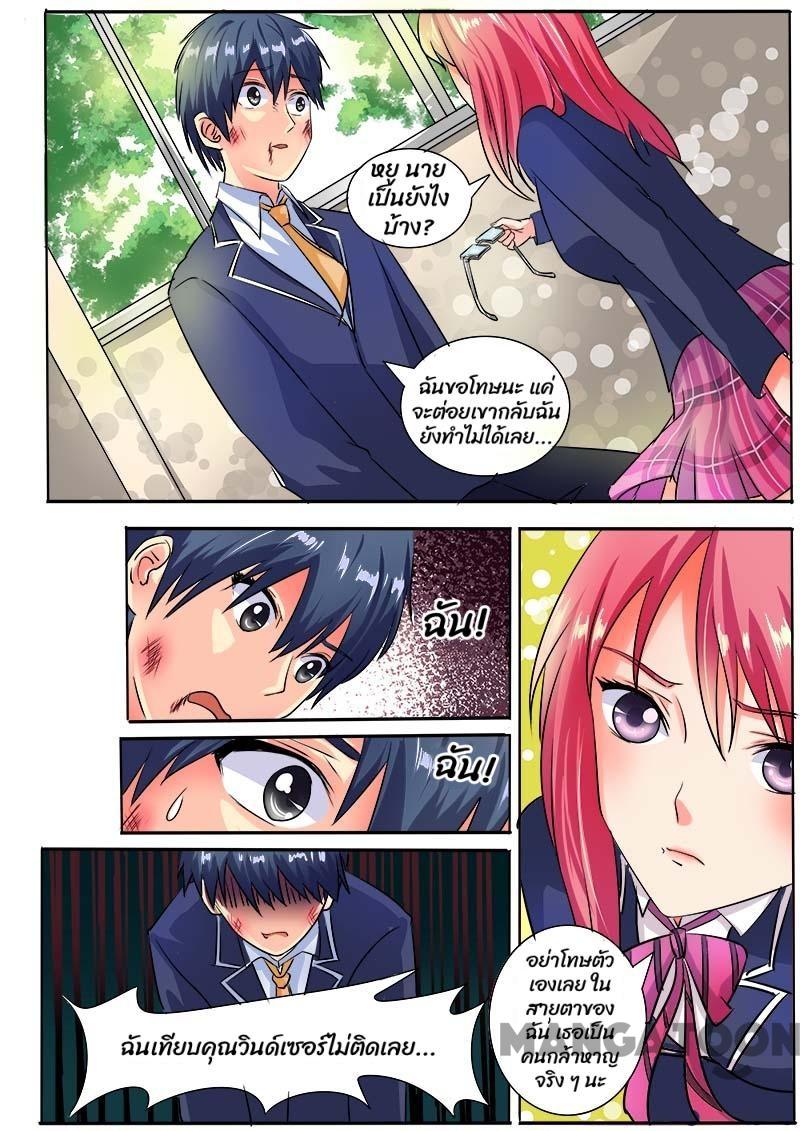 หยู นาย
เป็นยังไง
บ้าง?
ฉันขอโทษนะ แค่
จะต่อยเขากลับฉัน
ยังทำไม่ได้เลย...
ฉัน!
ฉัน!
ฉันเทียบคุณวินด์เซอร์ไม่ติดเลย...
อย่าโทษตัว
เองเลย ใน
สายตาของ
ฉัน เธอเป็น
คนกล้าหาญ
จริง ๆ นะ
MANGATOON